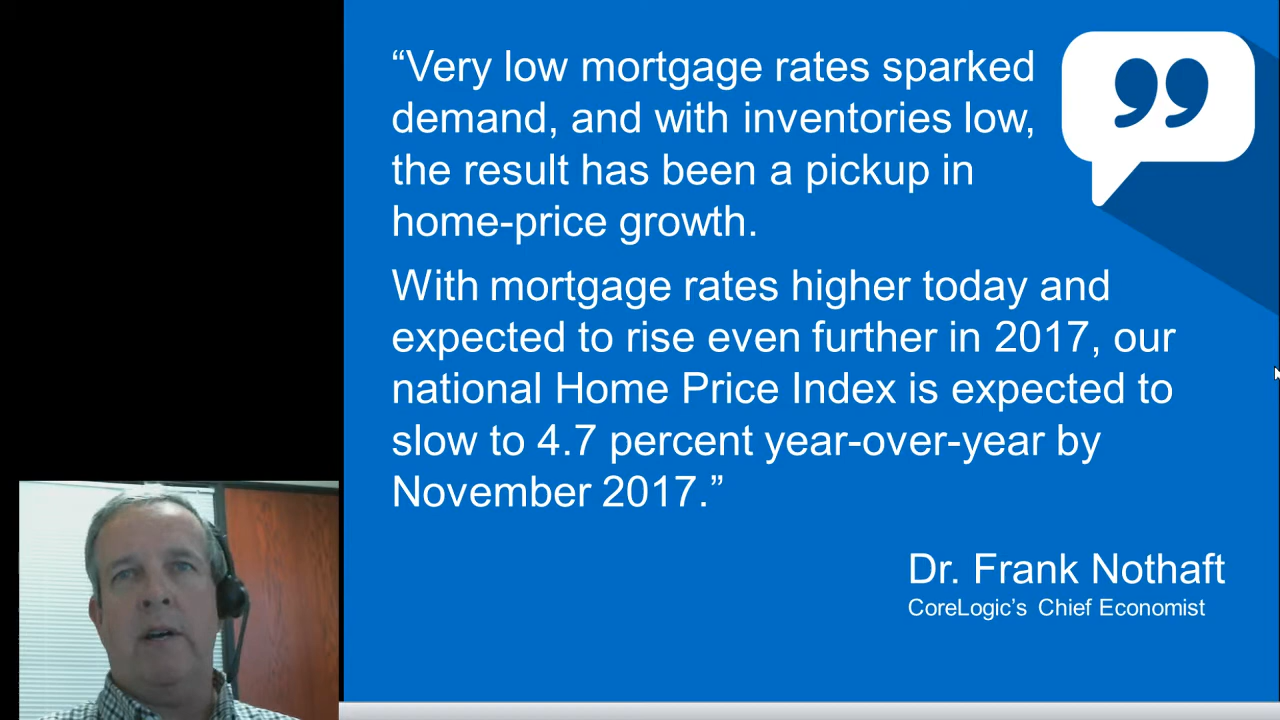 “Very low mortgage rates sparked
demand, and with inventories low,
the result has been a pickup in
home-price growth.
With mortgage rates higher today and
expected to rise even further in 2017, our
national Home Price Index is expected to
slow to 4.7 percent year-over-year by
November 2017.”
Dr. Frank Nothaft
CoreLogic’s Chief Economist